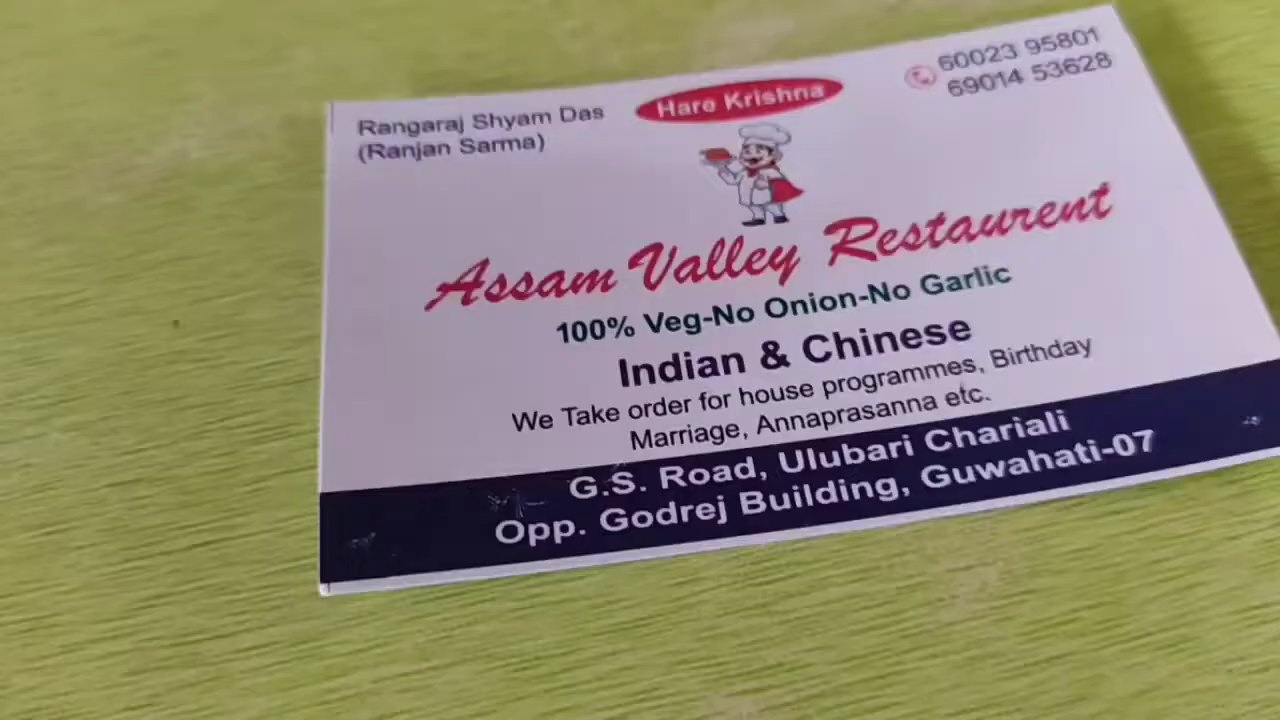 Rangaraj Shyam Das
(Ranjan Sarma)
Hare Krishna
60023 95801
69014 53628
Assam Valley Restaurent
100% Veg-No Onion-No Garlic
Indian & Chinese
We Take order for house programmes, Birthday
Marriage, Annaprasanna etc.
G.S. Road, Ulubari Chariali
Opp. Godrej Building, Guwahati-07